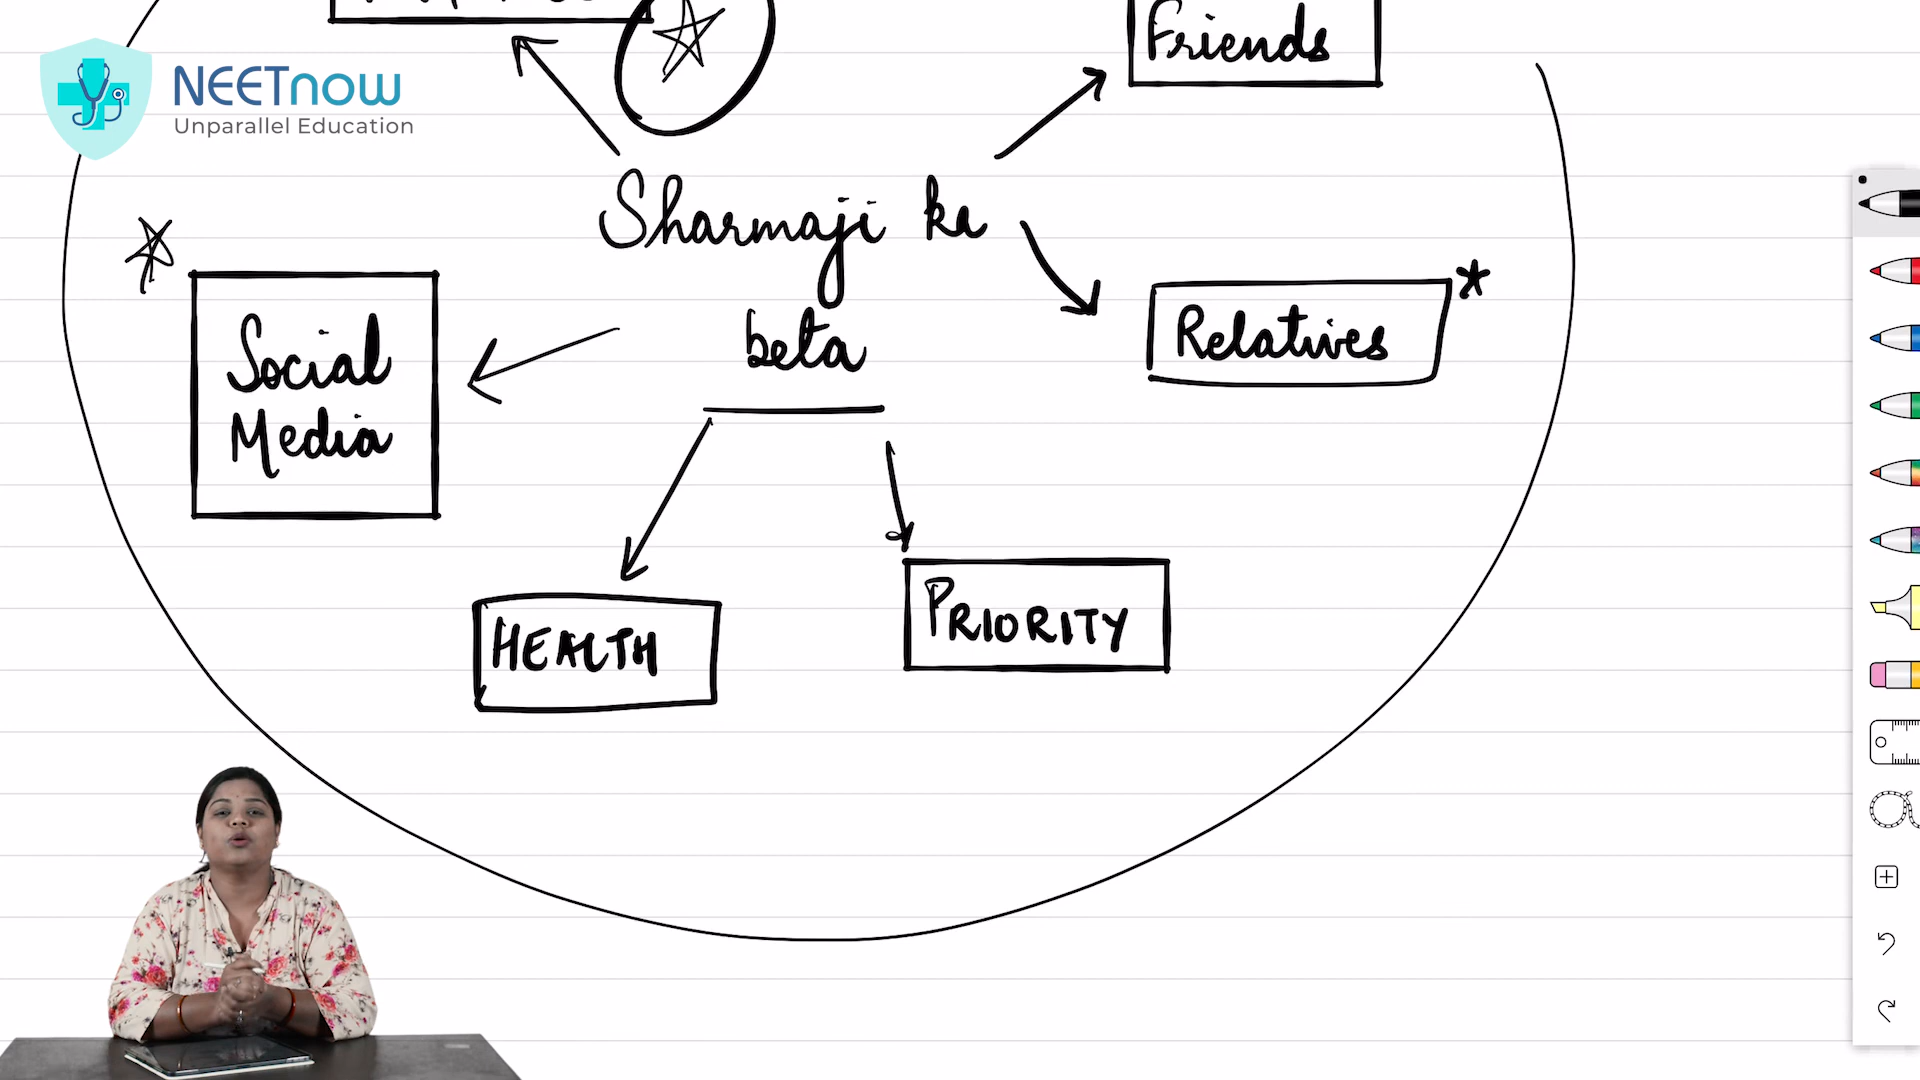 Friends
NEETnow
Unparallel Education
Sharmaji ka
beta
Relatives
Social
Media
HEALTH
PRIORITY